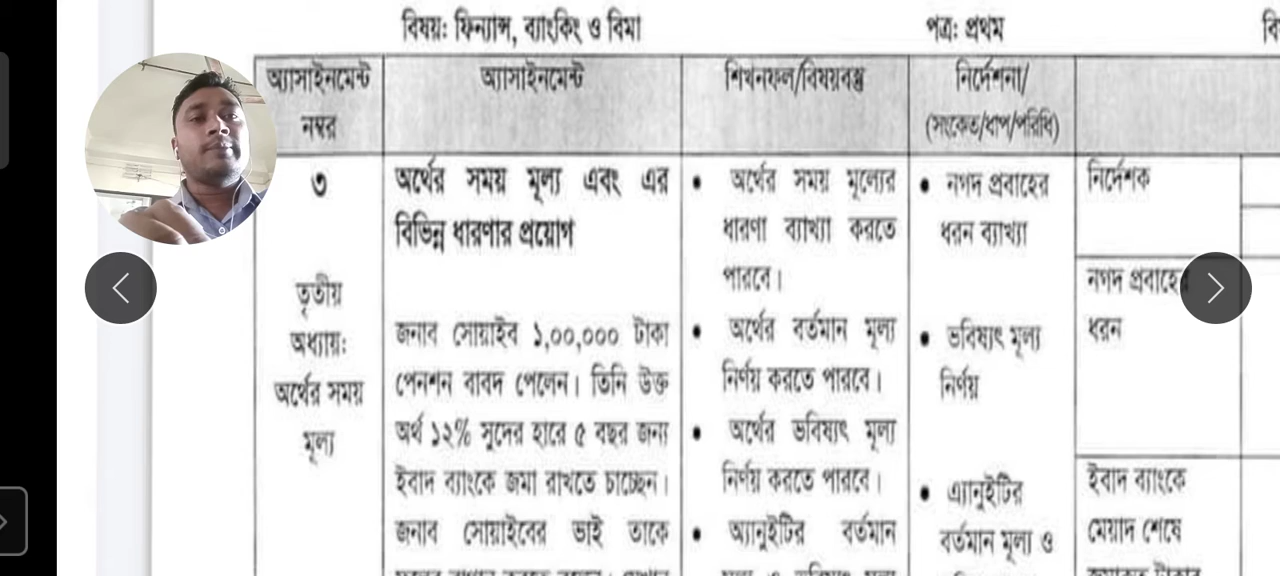 বিষয়: ফিন্যান্স, ব্যাংকিং ও বিমা
পত্র: প্রথম
অ্যাসাইনমেন্ট
নম্বর
অ্যাসাইনমেন্ট
শিখনফল/বিষয়বস্তু
নির্দেশনা/
(সংকেত/ধাপ/পরিধি)
৩
তৃতীয়
অধ্যায়:
অর্থের সময়
মূল্য
অর্থের সময় মূল্য এবং এর
বিভিন্ন ধারণার প্রয়োগ
জনাব সোয়াইব ১,০০,০০০ টাকা
পেনশন বাবদ পেলেন। তিনি উক্ত
অর্থ ১২% সুদের হারে ৫ বছর জন্য
ইবাদ ব্যাংকে জমা রাখতে চাচ্ছেন।
জনাব সোয়াইবের ভাই তাকে
• অর্থের সময় মূল্যের
ধারণা ব্যাখ্যা করতে
পারবে।
• অর্থের বর্তমান মূল্য
নির্ণয় করতে পারবে।
• অর্থের ভবিষ্যৎ মূল্য
নির্ণয় করতে পারবে।
• অ্যানুইটির বর্তমান
• নগদ প্রবাহের
ধরন ব্যাখ্যা
• ভবিষ্যৎ মূল্য
নির্ণয়
• এ্যানুইটির
বর্তমান মূল্য ও
নির্দেশক
নগদ প্রবাহের
ধরন
ইবাদ ব্যাংকে
মেয়াদ শেষে